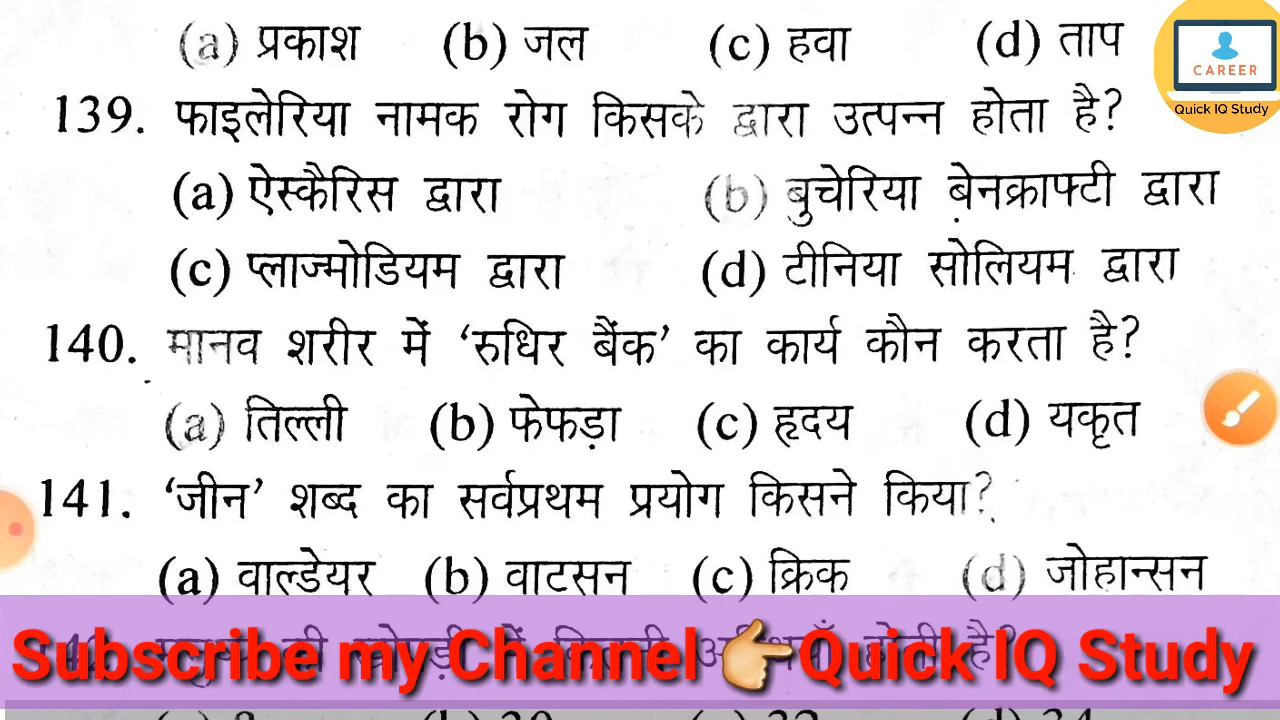 (a) प्रकाश (b) जल (c) हवा (d) ताप
CAREER
Quick IQ Study
139. फाइलेरिया नामक रोग किसके द्वारा उत्पन्न होता है?
(a) ऐस्कैरिस द्वारा (b) बुचेरिया बेनक्राफ्टी द्वारा
(c) प्लाज्मोडियम द्वारा (d) टीनिया सोलियम द्वारा
140. मानव शरीर में ‘रुधिर बैंक’ का कार्य कौन करता है?
(a) तिल्ली (b) फेफड़ा (c) हृदय (d) यकृत
141. ‘जीन’ शब्द का सर्वप्रथम प्रयोग किसने किया?
(a) वाल्डेयर (b) वाटसन (c) क्रिक (d) जोहान्सन
Subscribe my Channel 👉 Quick IQ Study